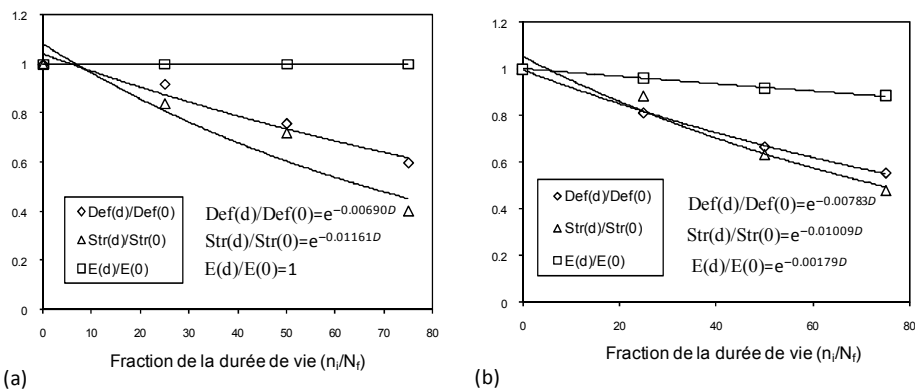 1.2
1
0.8
0.6
0.4
0.2
0
Def(d)/Def(0)
Str(d)/Str(0)
E(d)/E(0)
Def(d)/Def(0)=e^−0.00690D
Str(d)/Str(0)=e^−0.01161D
E(d)/E(0)=1
0 10 20 30 40 50 60 70 80
Fraction de la durée de vie (ni/Nf)
(a)
1.2
1
0.8
0.6
0.4
0.2
0
Def(d)/Def(0)
Str(d)/Str(0)
E(d)/E(0)
Def(d)/Def(0)=e^−0.00783D
Str(d)/Str(0)=e^−0.01009D
E(d)/E(0)=e^−0.00179D
0 20 40 60 80
Fraction de la durée de vie (ni/Nf)
(b)